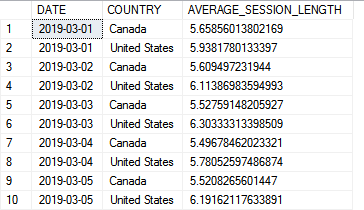 DATE COUNTRY AVERAGE_SESSION_LENGTH
1 2019-03-01 Canada 5.65856013802169
2 2019-03-01 United States 5.9381780133397
3 2019-03-02 Canada 5.609497231944
4 2019-03-02 United States 6.11386983594993
5 2019-03-03 Canada 5.52759148205927
6 2019-03-03 United States 6.30333313398509
7 2019-03-04 Canada 5.49678462023321
8 2019-03-04 United States 5.78052597486874
9 2019-03-05 Canada 5.5208265601447
10 2019-03-05 United States 6.19162117633891